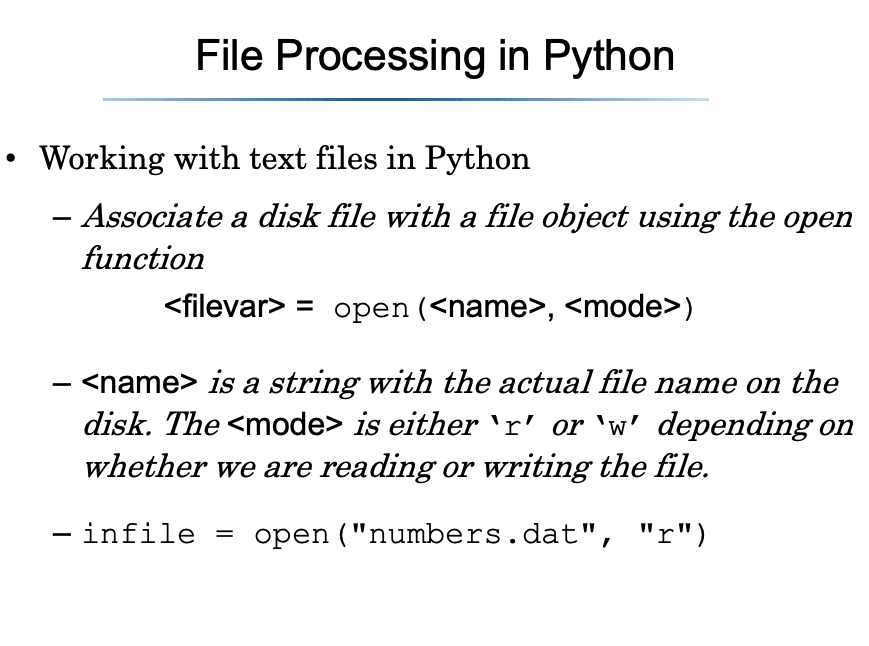 File Processing in Python
• Working with text files in Python
– Associate a disk file with a file object using the open
function
<filevar> = open(<name>, <mode>)
– <name> is a string with the actual file name on the
disk. The <mode> is either ‘r’ or ‘w’ depending on
whether we are reading or writing the file.
– infile = open("numbers.dat", "r")